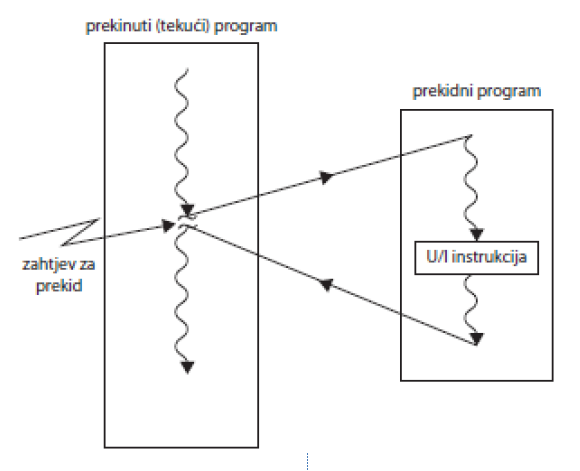 prekinuti (tekući) program
prekidni program
zahtjev za
prekid
U/I instrukcija